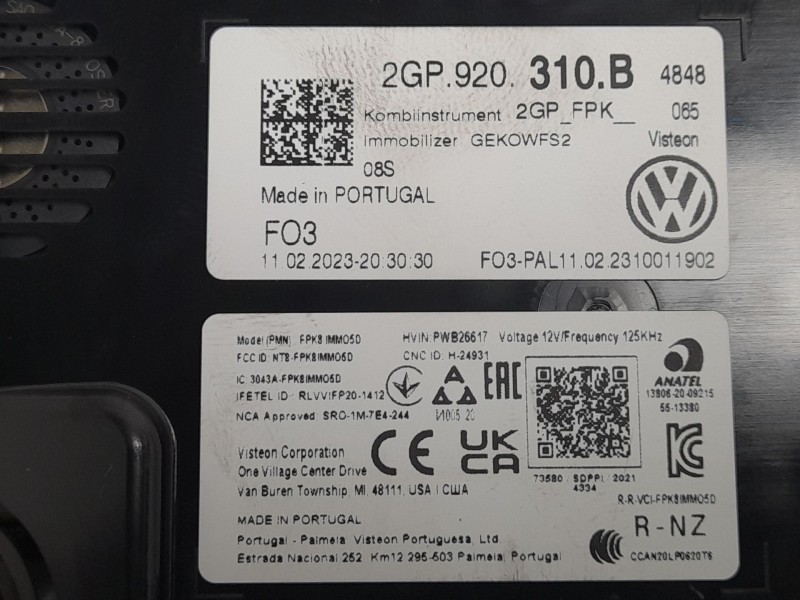 2GP.920. 310.B 4848
Kombiinstrument 2GP_FPK__ 065
Immobilizer GEKOWFS2 Visteon
08S
Made in PORTUGAL
FO3
11.02.2023-20:30:30 FO3-PAL11.02.2310011902
Model (PMN): FPK8IMMO5D HVIN:PWB26617 Voltage 12V/Frequency 125KHz
FCC ID: NT8-FPK8IMMO5D CNC ID: H-24931
IC: 3043A-FPK8IMMO5D
IFETEL ID: RLVVIFP20-1412
NCA Approved: SRO-1M-7E4-244
И005 20
EAC
ANATEL
13806-20-09215
55-13380
Visteon Corporation
One Village Center Drive
Van Buren Township, MI, 48111, USA | США
CE
UK
CA
73580 / SDPPI / 2021
4334
R-R-VCI-FPK8IMMO5D
MADE IN PORTUGAL
R-NZ
Portugal - Palmela Visteon Portuguesa, Ltd.
Estrada Nacional 252, Km12 295-603 Palmela, Portugal
CCAN20LP0620T6